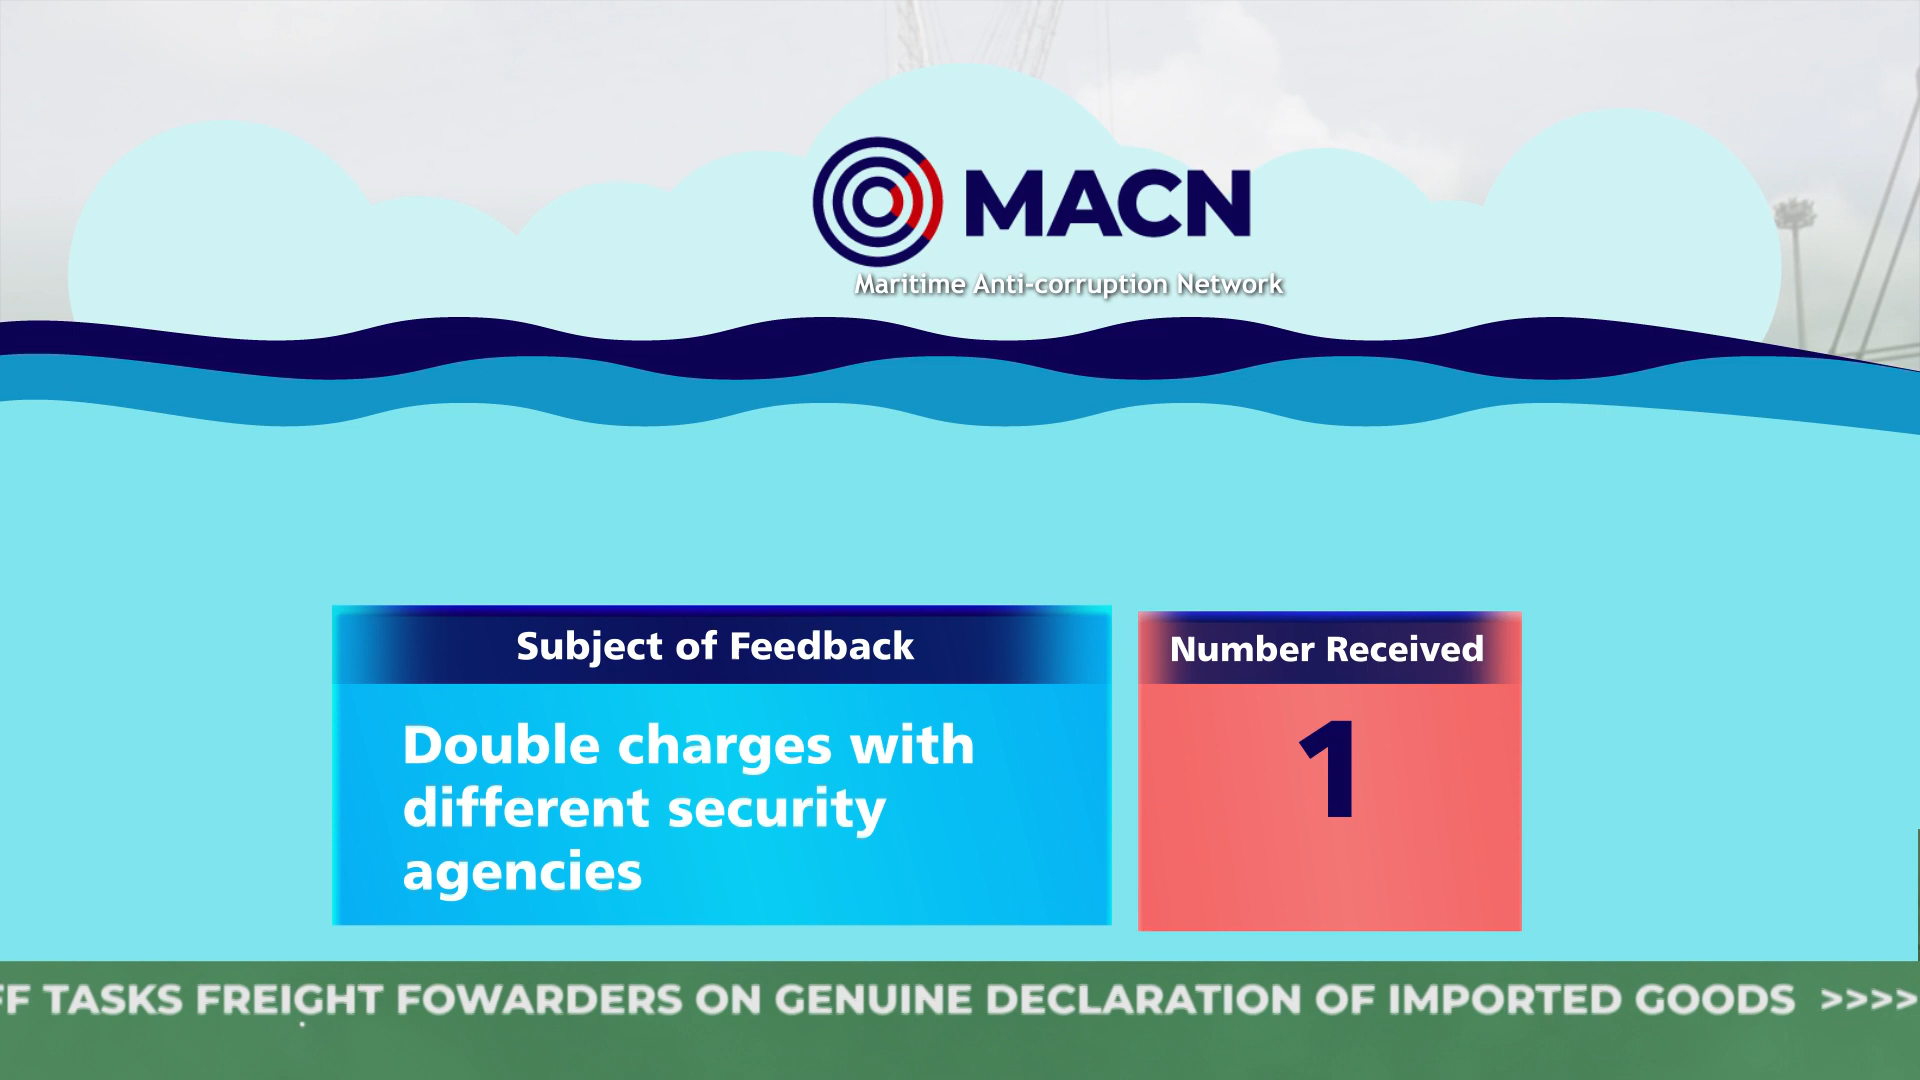 MACN
Maritime Anti-corruption Network
Subject of Feedback
Number Received
Double charges with
different security
agencies
1
TASKS FREIGHT FOWARDERS ON GENUINE DECLARATION OF IMPORTED GOODS >>>>